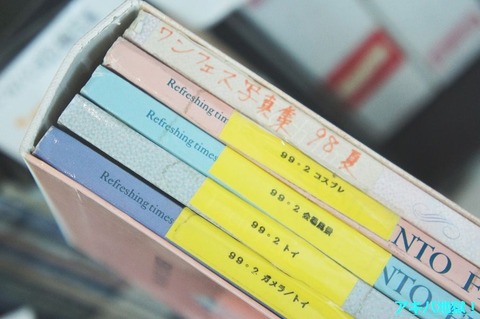 ワンフェス写真集 98夏
Refreshing times
99・2 コスプレ
NTO F
Refreshing times
99・2 会場風景
NTO
99・2 トイ
Refreshing times
99・2 ガメラ/トイ